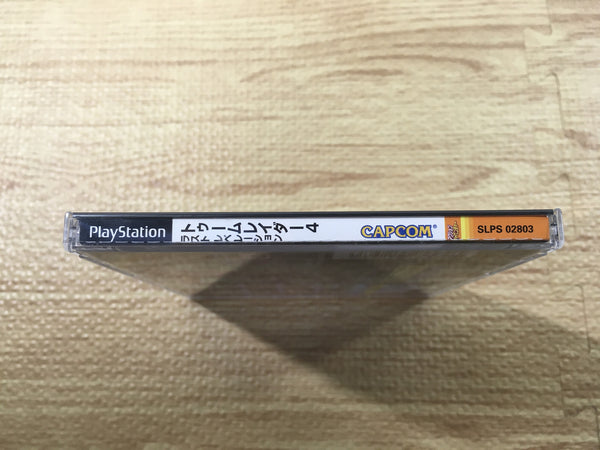 PlayStation
トゥームレイダー4
ラストレベレーション
CAPCOM
SLPS 02803